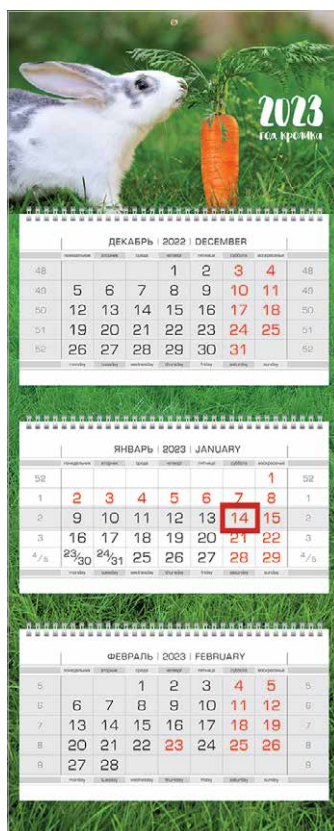 2023
год кролика
ДЕКАБРЬ | 2022 | DECEMBER
понедельник вторник среда четверг пятница суббота воскресенье
48 1 2 3 4 48
49 5 6 7 8 9 10 11 49
50 12 13 14 15 16 17 18 50
51 19 20 21 22 23 24 25 51
52 26 27 28 29 30 31 52
monday tuesday wednesday thursday friday saturday sunday
ЯНВАРЬ | 2023 | JANUARY
понедельник вторник среда четверг пятница суббота воскресенье
52 1 52
1 2 3 4 5 6 7 8 1
2 9 10 11 12 13 14 15 2
3 16 17 18 19 20 21 22 3
4/5 23/30 24/31 25 26 27 28 29 4/5
monday tuesday wednesday thursday friday saturday sunday
ФЕВРАЛЬ | 2023 | FEBRUARY
понедельник вторник среда четверг пятница суббота воскресенье
5 1 2 3 4 5 5
6 6 7 8 9 10 11 12 6
7 13 14 15 16 17 18 19 7
8 20 21 22 23 24 25 26 8
9 27 28 9
monday tuesday wednesday thursday friday saturday sunday